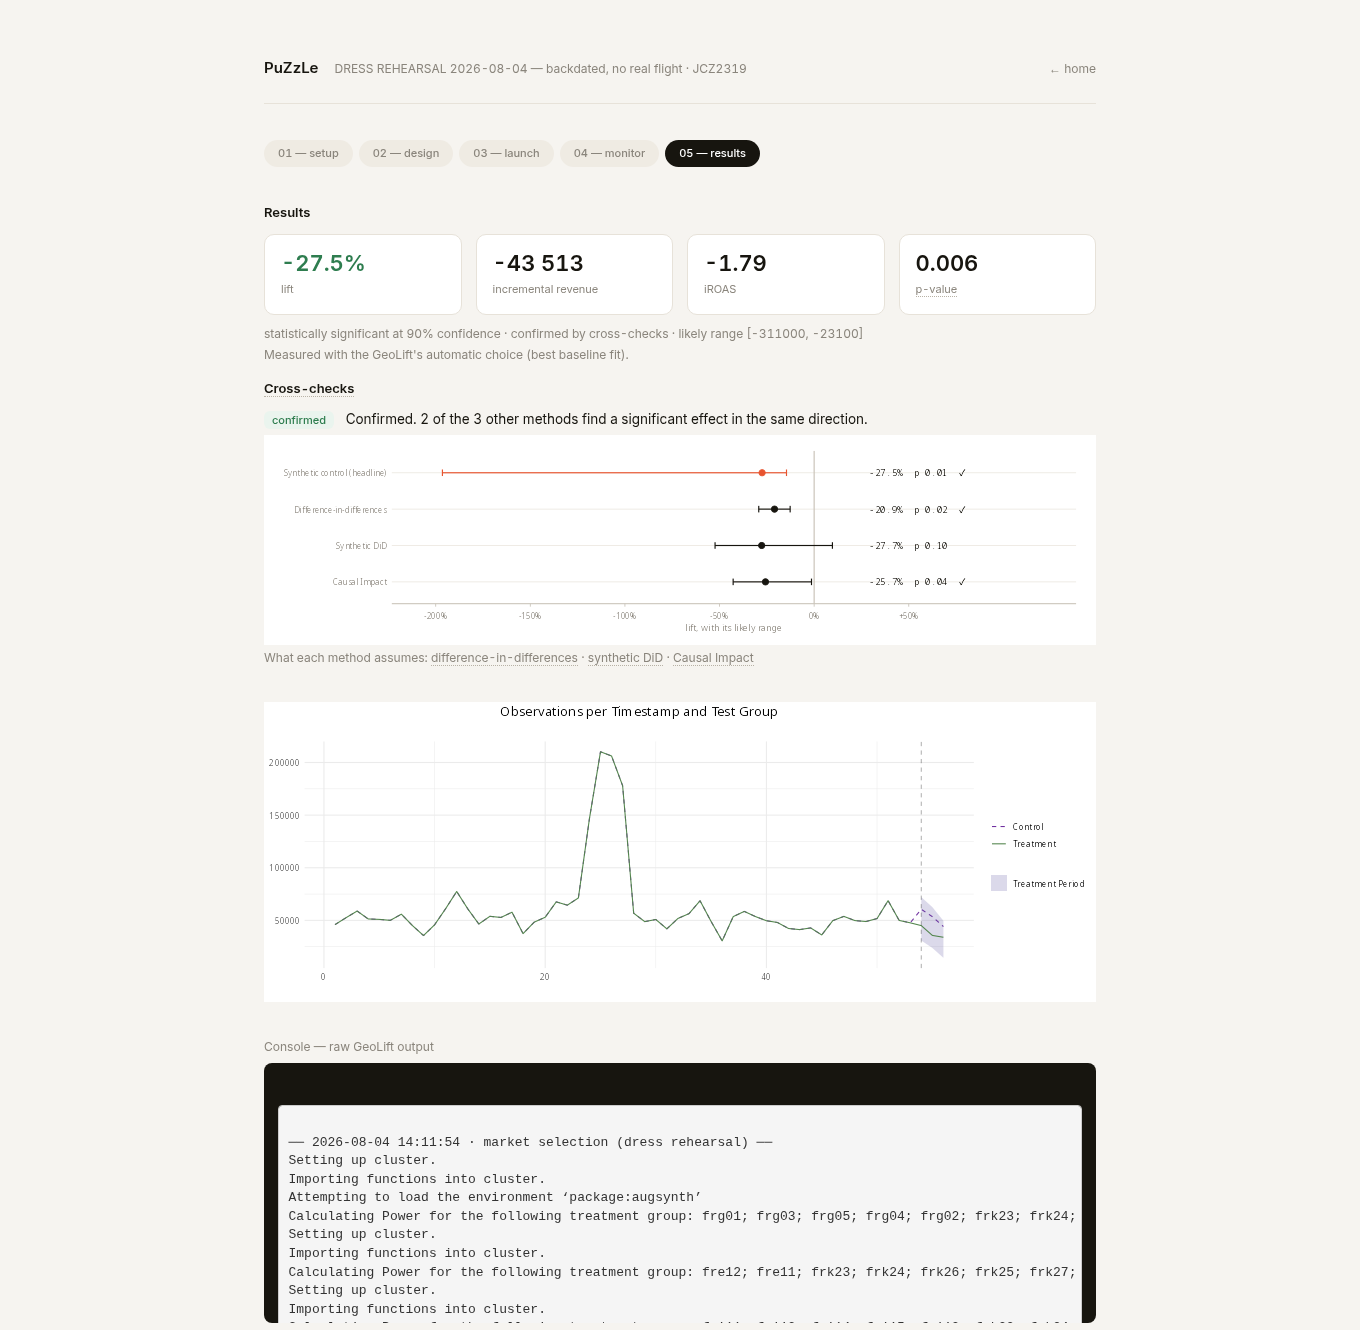 PuZzLe DRESS REHEARSAL 2026-08-04 — backdated, no real flight · JCZ2319 ← home
01 — setup 02 — design 03 — launch 04 — monitor 05 — results
Results
-27.5% -43 513 -1.79 0.006
lift incremental revenue iROAS p-value
statistically significant at 90% confidence · confirmed by cross-checks · likely range [-311000, -23100]
Measured with the GeoLift's automatic choice (best baseline fit).
Cross-checks
confirmed Confirmed. 2 of the 3 other methods find a significant effect in the same direction.
Synthetic control (headline) -27.5% p 0.01 ✓
Difference-in-differences -20.9% p 0.02 ✓
Synthetic DiD -27.7% p 0.10
Causal Impact -25.7% p 0.04 ✓
-200% -150% -100% -50% 0% +50%
lift, with its likely range
What each method assumes: difference-in-differences · synthetic DiD · Causal Impact
Observations per Timestamp and Test Group
200000
150000
Control
Treatment
100000
Treatment Period
50000
0 20 40
Console — raw GeoLift output
── 2026-08-04 14:11:54 · market selection (dress rehearsal) ──
Setting up cluster.
Importing functions into cluster.
Attempting to load the environment ‘package:augsynth’
Calculating Power for the following treatment group: frg01; frg03; frg05; frg04; frg02; frk23; frk24;
Setting up cluster.
Importing functions into cluster.
Calculating Power for the following treatment group: fre12; fre11; frk23; frk24; frk26; frk25; frk27;
Setting up cluster.
Importing functions into cluster.